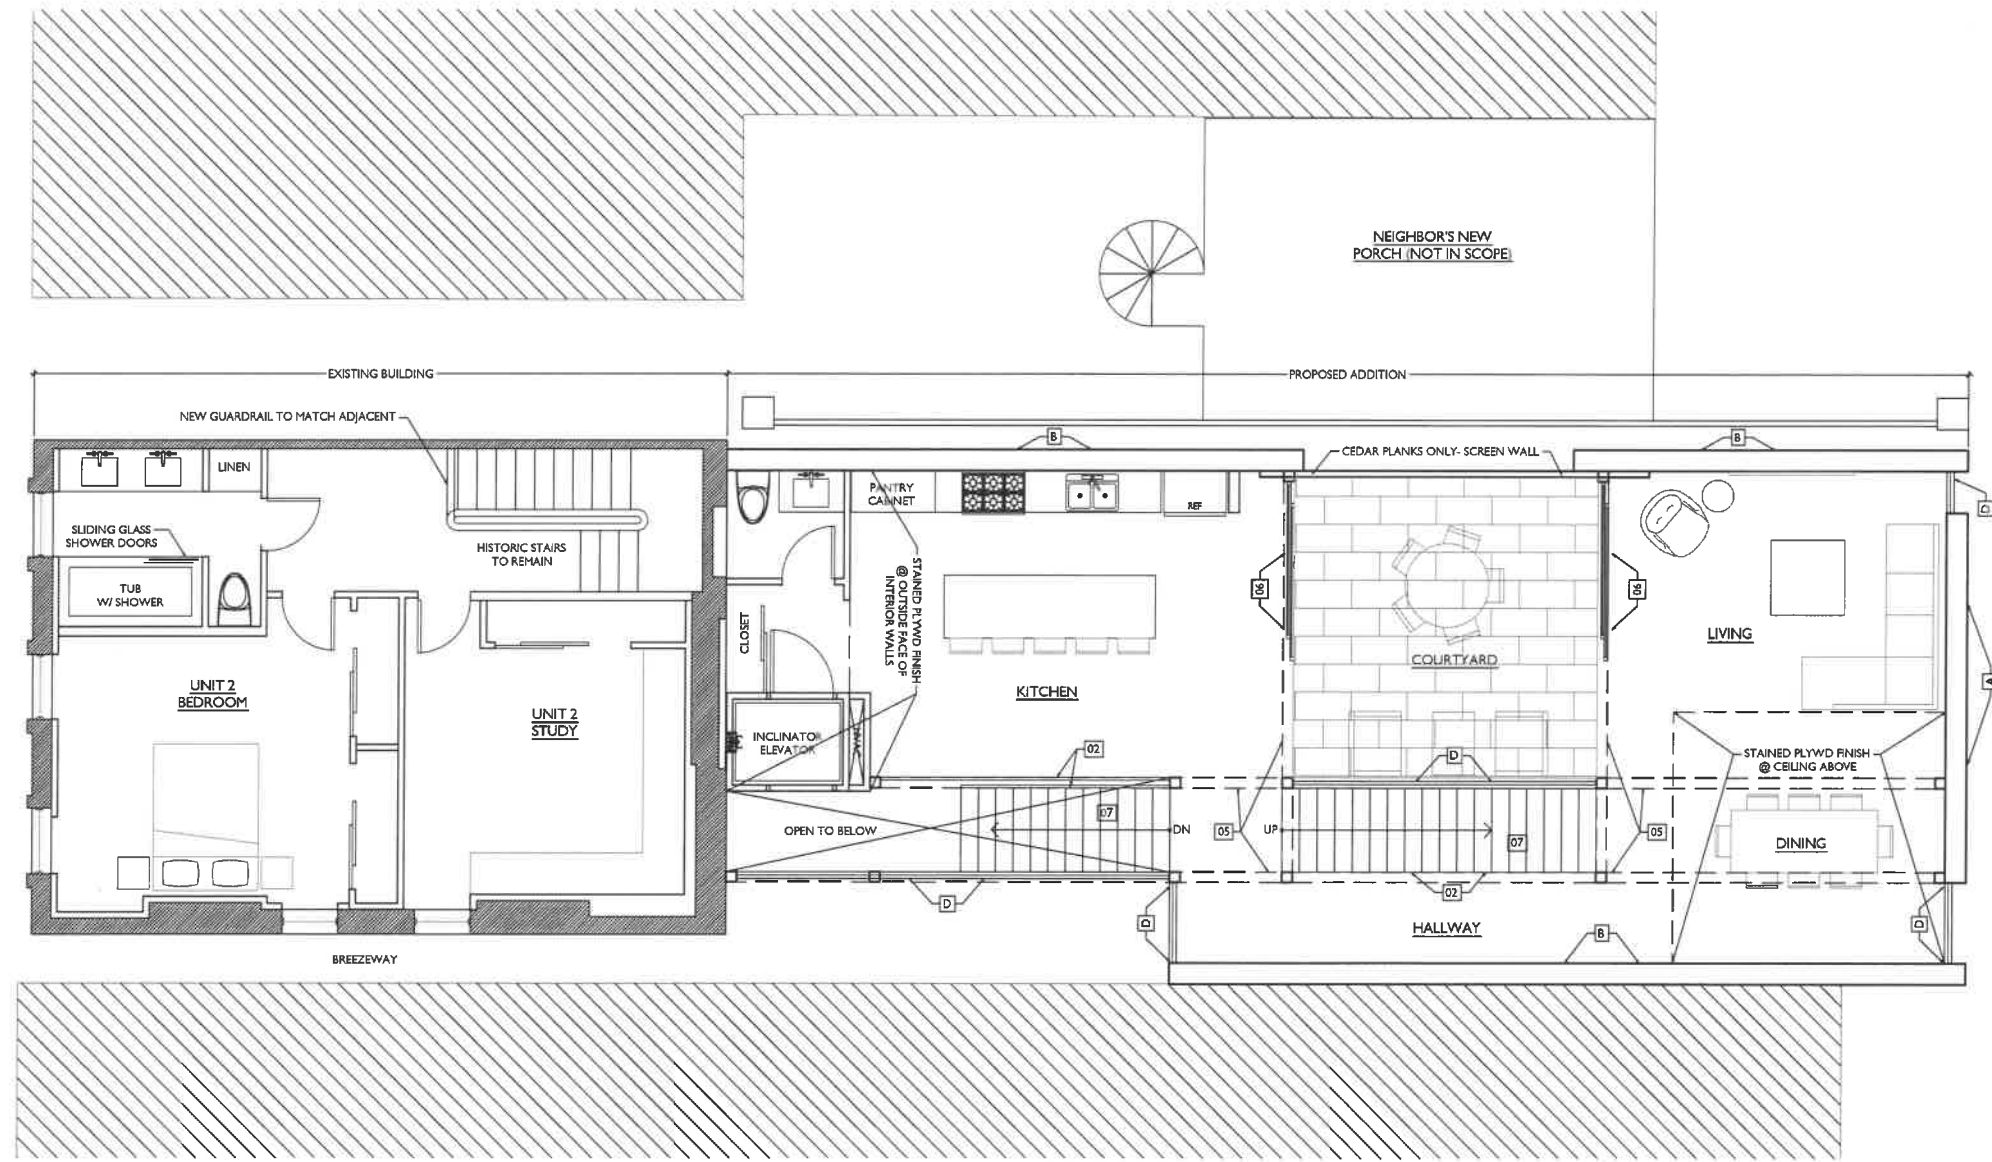 NEIGHBOR'S NEW
PORCH (NOT IN SCOPE)
EXISTING BUILDING
PROPOSED ADDITION
NEW GUARDRAIL TO MATCH ADJACENT
B
B
CEDAR PLANKS ONLY- SCREEN WALL
LINEN
PANTRY
CABINET
REF
D
SLIDING GLASS
SHOWER DOORS
HISTORIC STAIRS
TO REMAIN
TUB
W/ SHOWER
STAINED PLYWD FINISH
@ OUTSIDE FACE OF
INTERIOR WALLS
CLOSET
06
06
LIVING
COURTYARD
UNIT 2
BEDROOM
UNIT 2
STUDY
KITCHEN
A
INCLINATOR
ELEVATOR
HVAC
02
D
STAINED PLYWD FINISH
@ CEILING ABOVE
OPEN TO BELOW
07
DN
05
UP
07
05
DINING
D
02
D
HALLWAY
B
D
BREEZEWAY